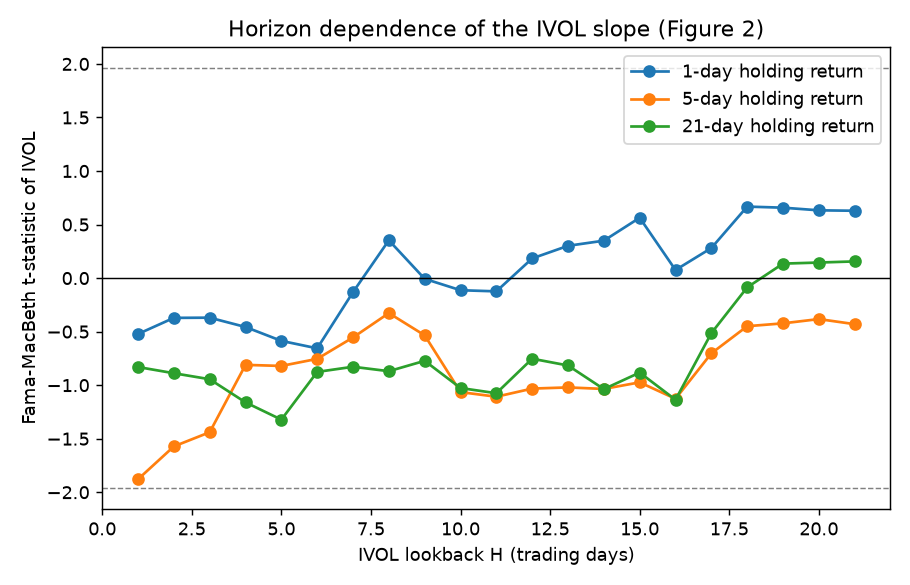 Horizon dependence of the IVOL slope (Figure 2)
Fama-MacBeth t-statistic of IVOL
2.0
1.5
1.0
0.5
0.0
−0.5
−1.0
−1.5
−2.0
1-day holding return
5-day holding return
21-day holding return
0.0 2.5 5.0 7.5 10.0 12.5 15.0 17.5 20.0
IVOL lookback H (trading days)